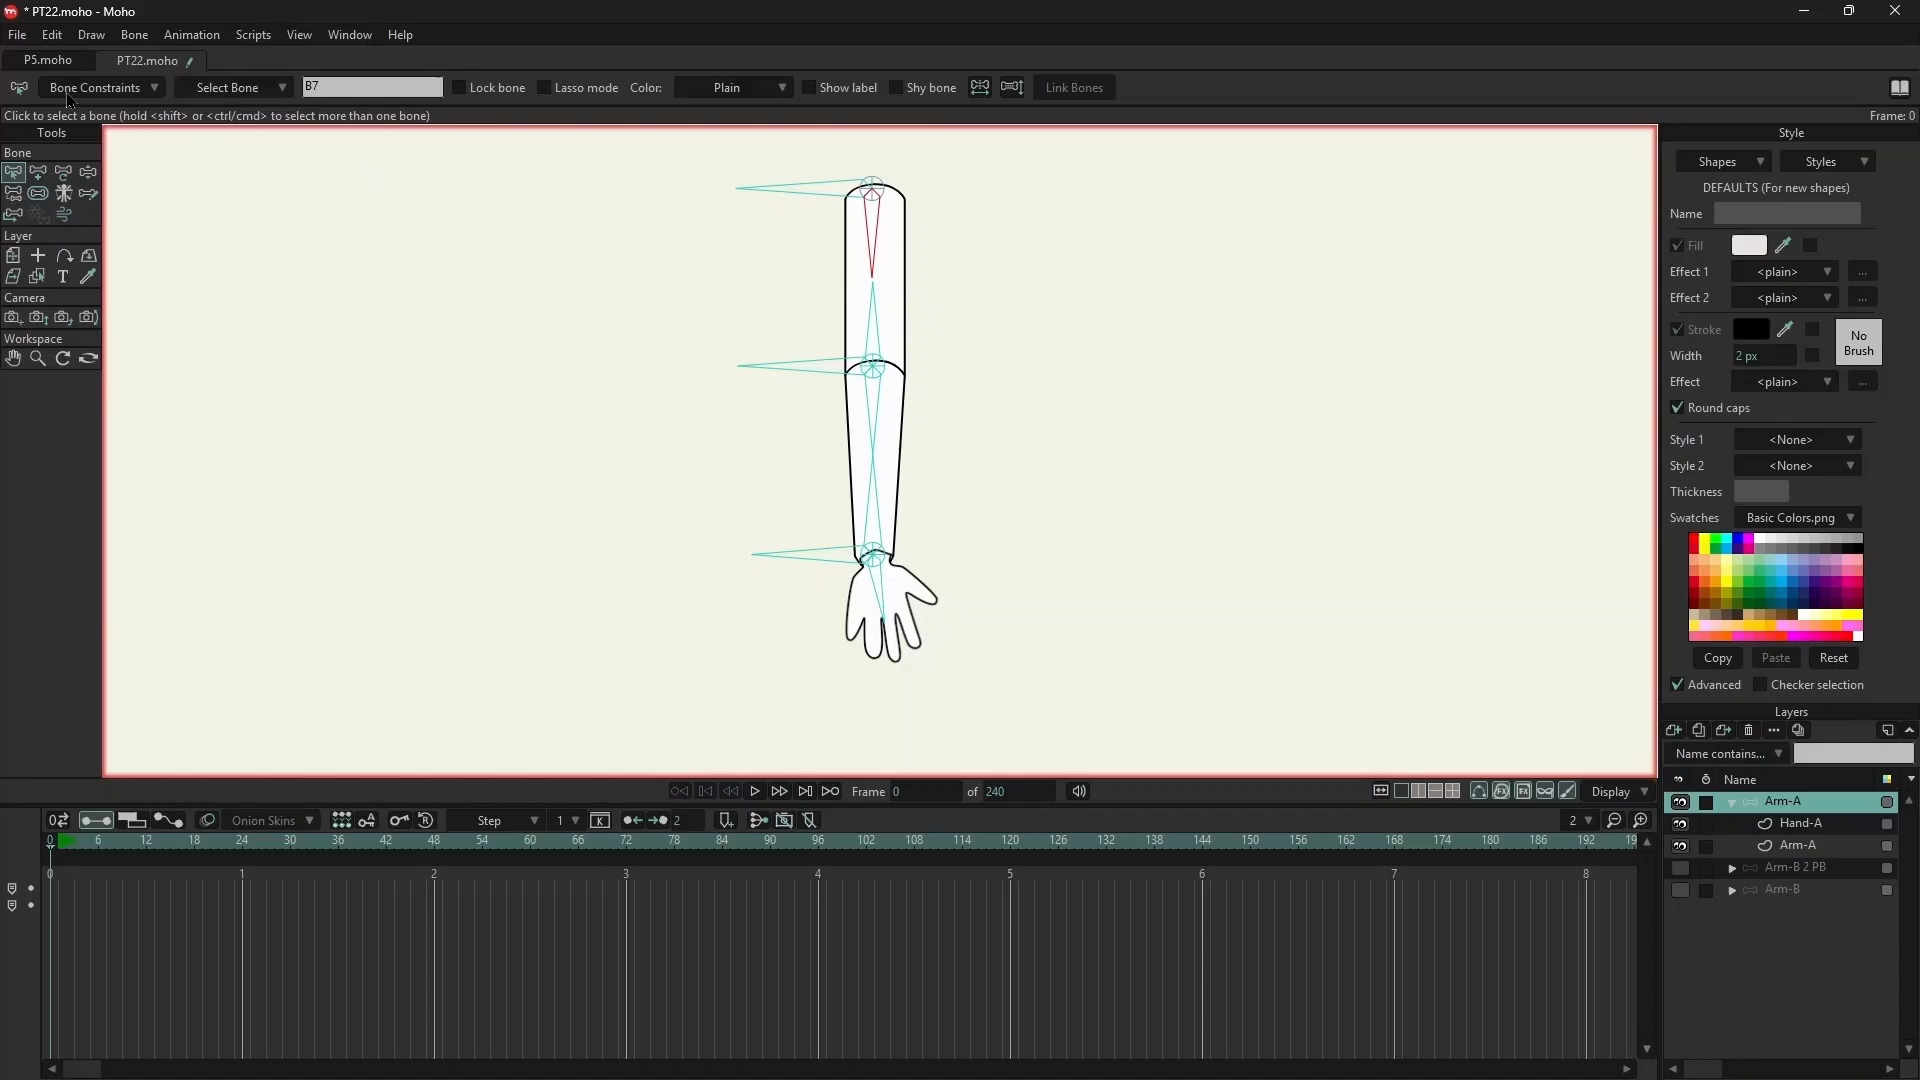 * PT22.moho - Moho
File Edit Draw Bone Animation Scripts View Window Help
P5.moho PT22.moho
Bone Constraints Select Bone B7 Lock bone Lasso mode Color: Plain Show label Shy bone Link Bones
Click to select a bone (hold <shift> or <ctrl/cmd> to select more than one bone) Frame: 0
Tools
Bone
Layer
T
Camera
Workspace
Style
Shapes Styles
DEFAULTS (For new shapes)
Name
Fill
Effect 1 <plain> ...
Effect 2 <plain> ...
Stroke No Brush
Width 2 px
Effect <plain> ...
Round caps
Style 1 <None>
Style 2 <None>
Thickness
Swatches Basic Colors.png
Copy Paste Reset
Advanced Checker selection
Layers
Name contains...
Name
Arm-A
Hand-A
Arm-A
Arm-B 2 PB
Arm-B
Frame 0 of 240 Display
Onion Skins Step 1 K 2 2
0 6 12 18 24 30 36 42 48 54 60 66 72 78 84 90 96 102 108 114 120 126 132 138 144 150 156 162 168 174 180 186 192 19
0 1 2 3 4 5 6 7 8